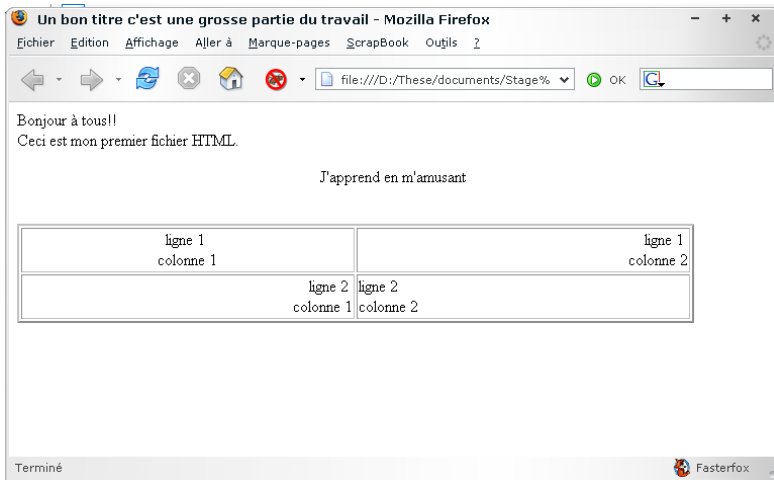 Un bon titre c'est une grosse partie du travail - Mozilla Firefox
Fichier Edition Affichage Aller à Marque-pages ScrapBook Outils ?
file:///D:/These/documents/Stage% OK G
Bonjour à tous!!
Ceci est mon premier fichier HTML.
J'apprend en m'amusant
ligne 1 ligne 1
colonne 1 colonne 2
ligne 2 ligne 2
colonne 1 colonne 2
Terminé Fasterfox